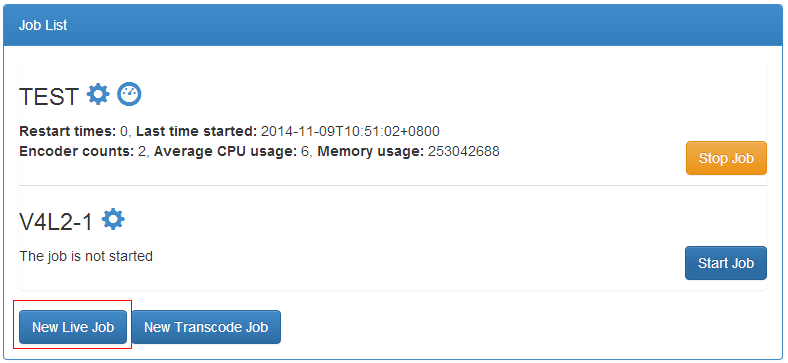 Job List
TEST
Restart times: 0, Last time started: 2014-11-09T10:51:02+0800
Encoder counts: 2, Average CPU usage: 6, Memory usage: 253042688
Stop Job
V4L2-1
The job is not started
Start Job
New Live Job New Transcode Job